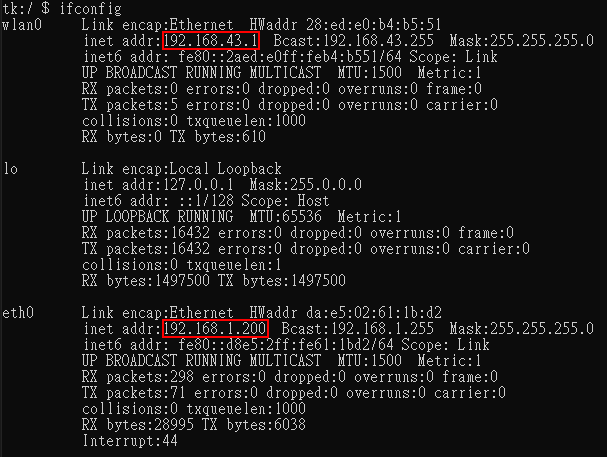 tk:/ $ ifconfig
wlan0     Link encap:Ethernet  HWaddr 28:ed:e0:b4:b5:51
          inet addr:192.168.43.1  Bcast:192.168.43.255  Mask:255.255.255.0
          inet6 addr: fe80::2aed:e0ff:feb4:b551/64 Scope: Link
          UP BROADCAST RUNNING MULTICAST  MTU:1500  Metric:1
          RX packets:0 errors:0 dropped:0 overruns:0 frame:0
          TX packets:5 errors:0 dropped:0 overruns:0 carrier:0
          collisions:0 txqueuelen:1000
          RX bytes:0 TX bytes:610

lo        Link encap:Local Loopback
          inet addr:127.0.0.1  Mask:255.0.0.0
          inet6 addr: ::1/128 Scope: Host
          UP LOOPBACK RUNNING  MTU:65536  Metric:1
          RX packets:16432 errors:0 dropped:0 overruns:0 frame:0
          TX packets:16432 errors:0 dropped:0 overruns:0 carrier:0
          collisions:0 txqueuelen:1
          RX bytes:1497500 TX bytes:1497500

eth0      Link encap:Ethernet  HWaddr da:e5:02:61:1b:d2
          inet addr:192.168.1.200  Bcast:192.168.1.255  Mask:255.255.255.0
          inet6 addr: fe80::d8e5:2ff:fe61:1bd2/64 Scope: Link
          UP BROADCAST RUNNING MULTICAST  MTU:1500  Metric:1
          RX packets:298 errors:0 dropped:0 overruns:0 frame:0
          TX packets:71 errors:0 dropped:0 overruns:0 carrier:0
          collisions:0 txqueuelen:1000
          RX bytes:28995 TX bytes:6038
          Interrupt:44